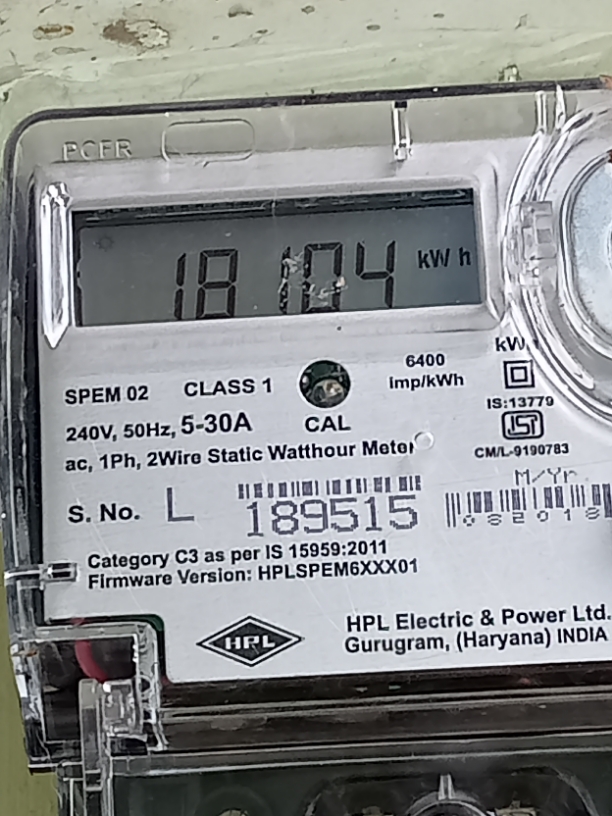 PCFR
18104 kWh
kW
6400
Imp/kWh
SPEM 02 CLASS 1
240V, 50Hz, 5-30A CAL
IS:13779
ac, 1Ph, 2Wire Static Watthour Meter
CM/L-9190783
M/Yr.
S. No. L 189515
082018
Category C3 as per IS 15959:2011
Firmware Version: HPLSPEM6XXX01
HPL
HPL Electric & Power Ltd.
Gurugram, (Haryana) INDIA